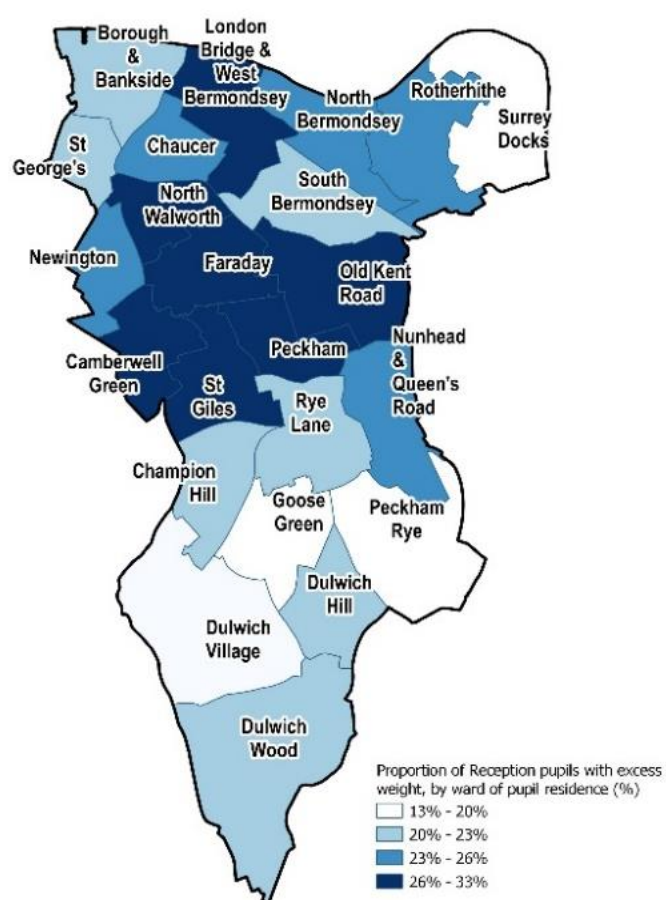 Borough
&
Bankside
London
Bridge &
West
Bermondsey
North
Bermondsey
Rotherhithe
Surrey
Docks
St
George's
Chaucer
South
Bermondsey
North
Walworth
Newington
Faraday
Old Kent
Road
Camberwell
Green
St
Giles
Peckham
Nunhead
&
Queen's
Road
Rye
Lane
Champion
Hill
Goose
Green
Peckham
Rye
Dulwich
Hill
Dulwich
Village
Dulwich
Wood
Proportion of Reception pupils with excess
weight, by ward of pupil residence (%)
13% - 20%
20% - 23%
23% - 26%
26% - 33%